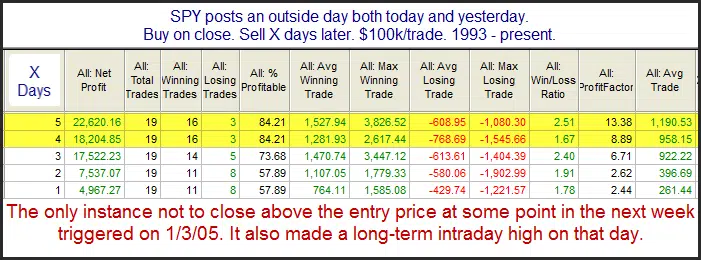 SPY posts an outside day both today and yesterday.
Buy on close. Sell X days later. $100k/trade. 1993 - present.
X Days All: Net Profit All: Total Trades All: Winning Trades All: Losing Trades All: % Profitable All: Avg Winning Trade All: Max Winning Trade All: Avg Losing Trade All: Max Losing Trade All: Win/Loss Ratio All: ProfitFactor All: Avg Trade
5 22,620.16 19 16 3 84.21 1,527.94 3,826.52 -608.95 -1,080.30 2.51 13.38 1,190.53
4 18,204.85 19 16 3 84.21 1,281.93 2,617.44 -768.69 -1,545.66 1.67 8.89 958.15
3 17,522.23 19 14 5 73.68 1,470.74 3,447.12 -613.61 -1,404.39 2.40 6.71 922.22
2 7,537.07 19 11 8 57.89 1,107.05 1,779.33 -580.06 -1,902.99 1.91 2.62 396.69
1 4,967.27 19 11 8 57.89 764.11 1,585.08 -429.74 -1,221.57 1.78 2.44 261.44
The only instance not to close above the entry price at some point in the next week
triggered on 1/3/05. It also made a long-term intraday high on that day.